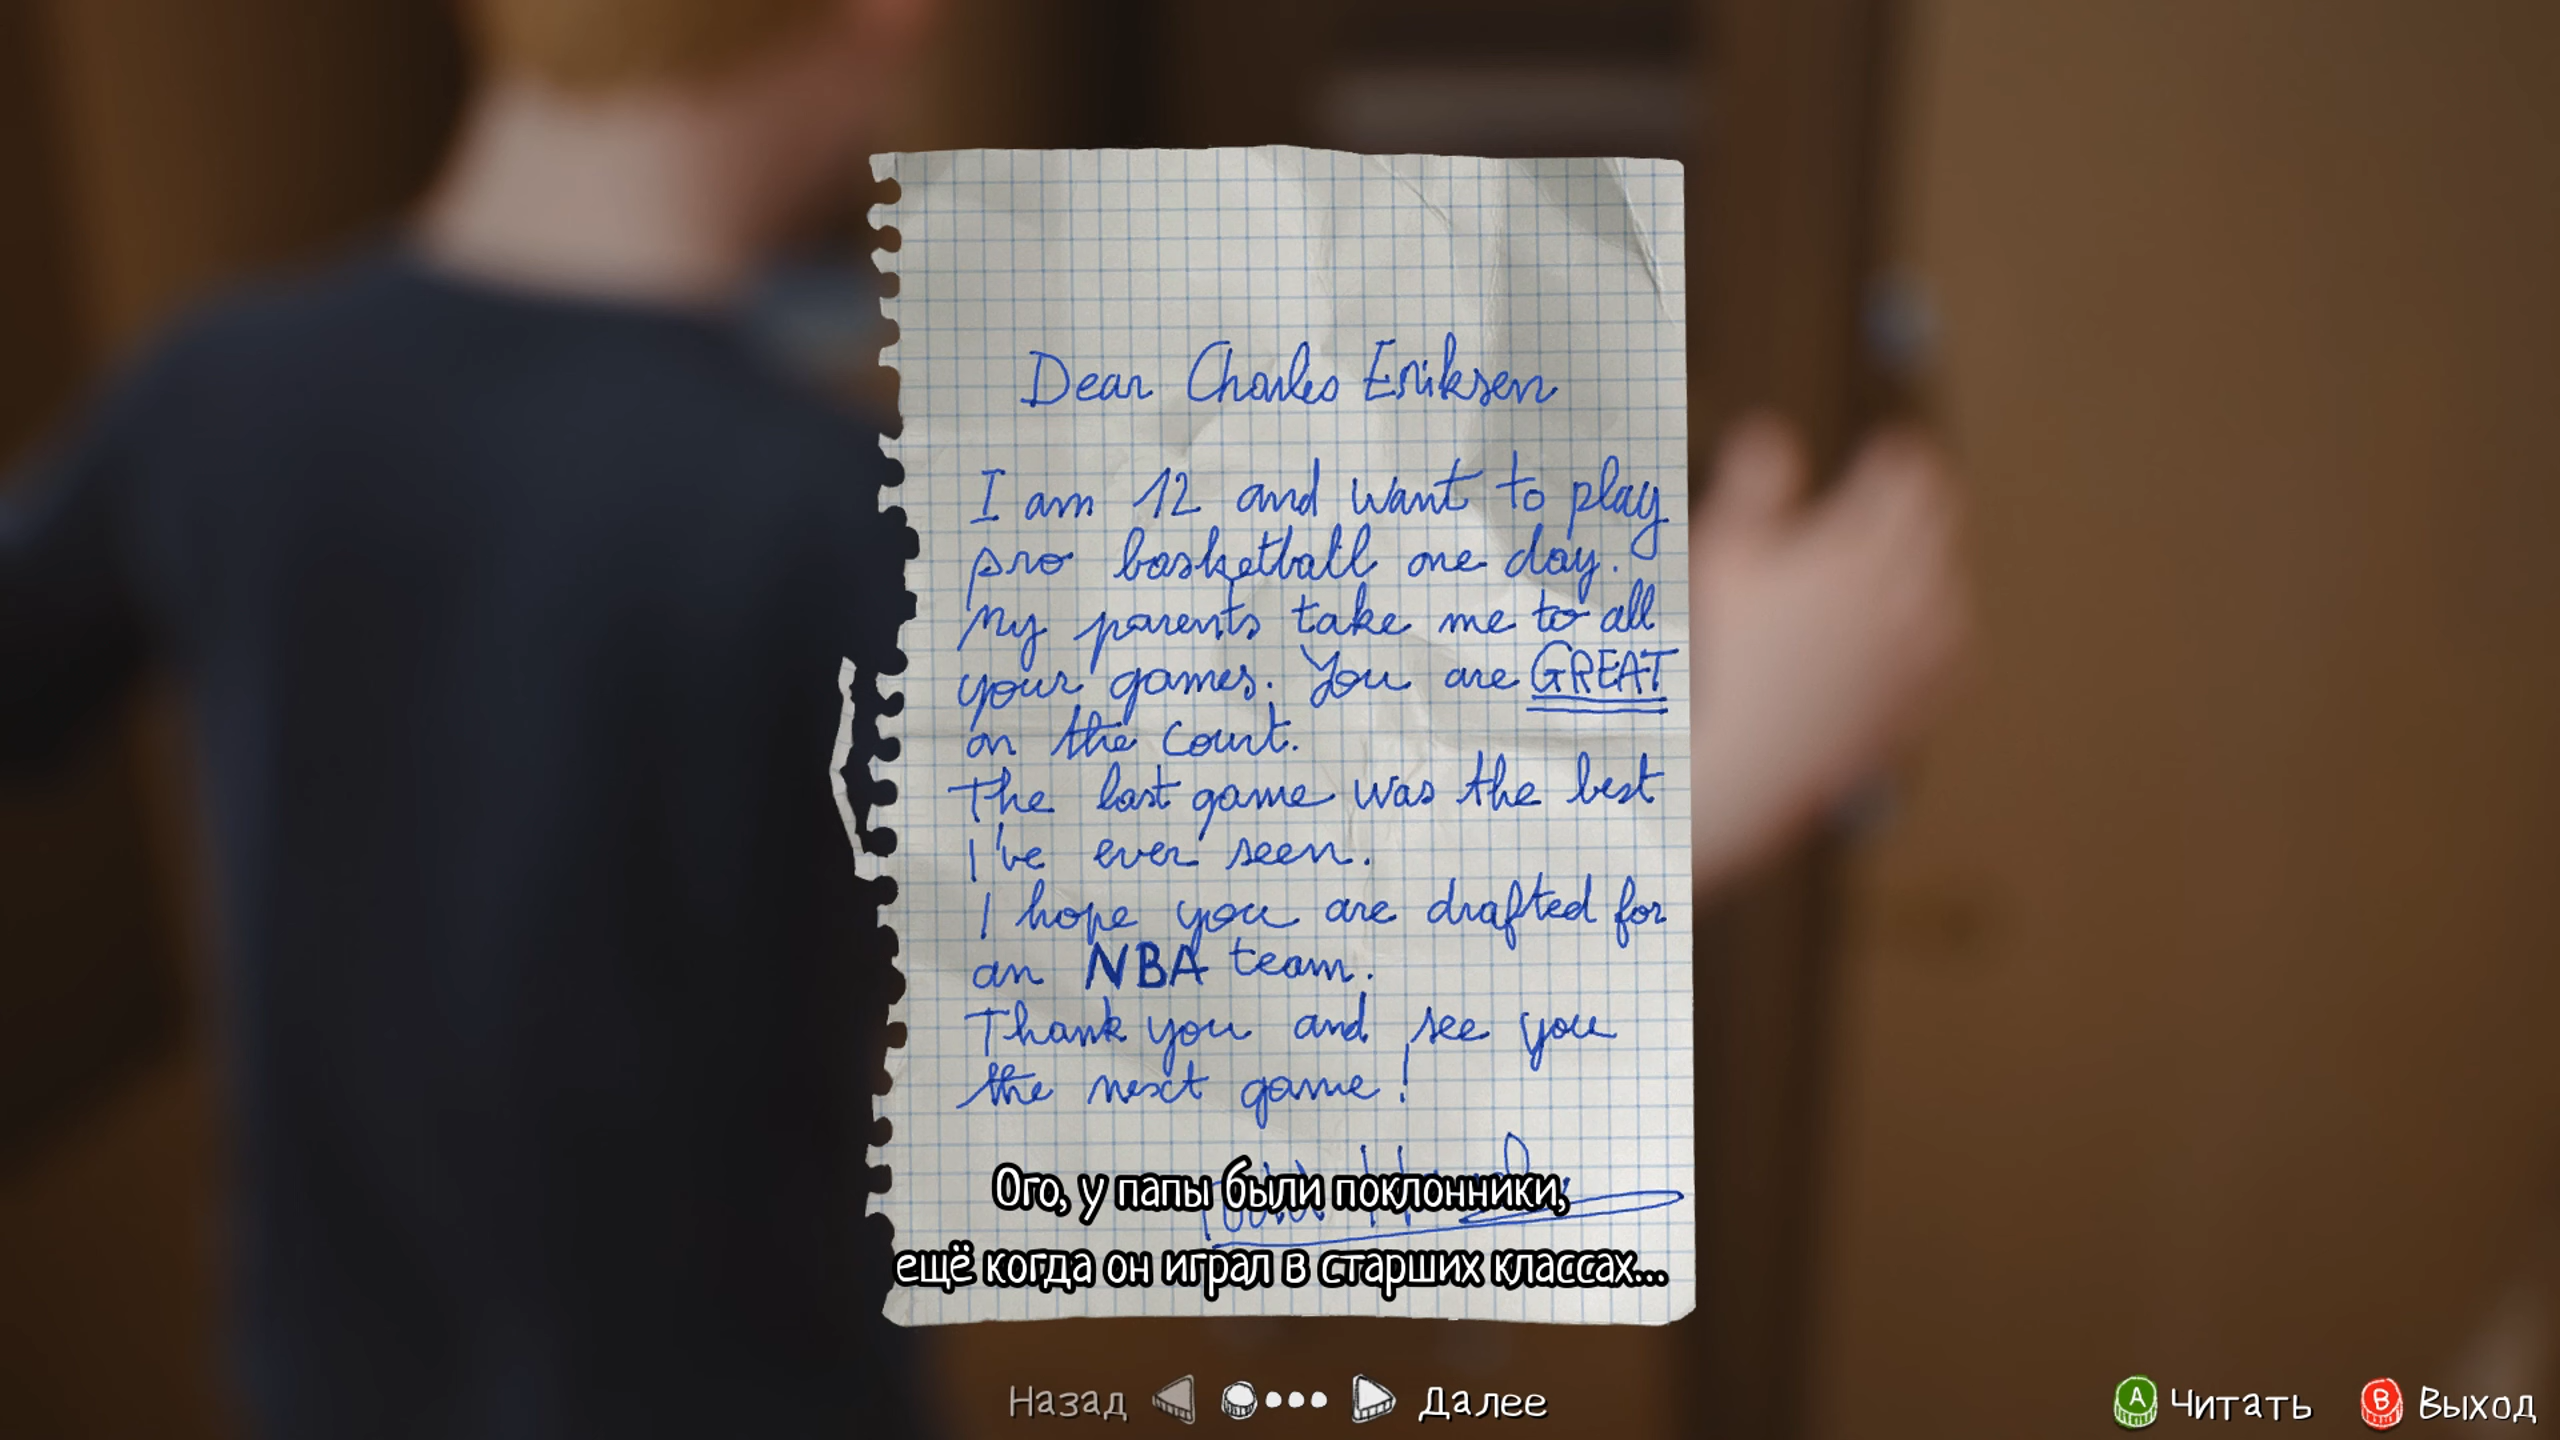 Dear Charles Eriksen
I am 12 and want to play
pro basketball one day.
My parents take me to all
your games. You are GREAT
on the court.
The last game was the best
I've ever seen.
I hope you are drafted for
an NBA team.
Thank you and see you
the next game!
Ого, у папы были поклонники,
ещё когда он играл в старших классах...
Назад Далее
A Читать B Выход